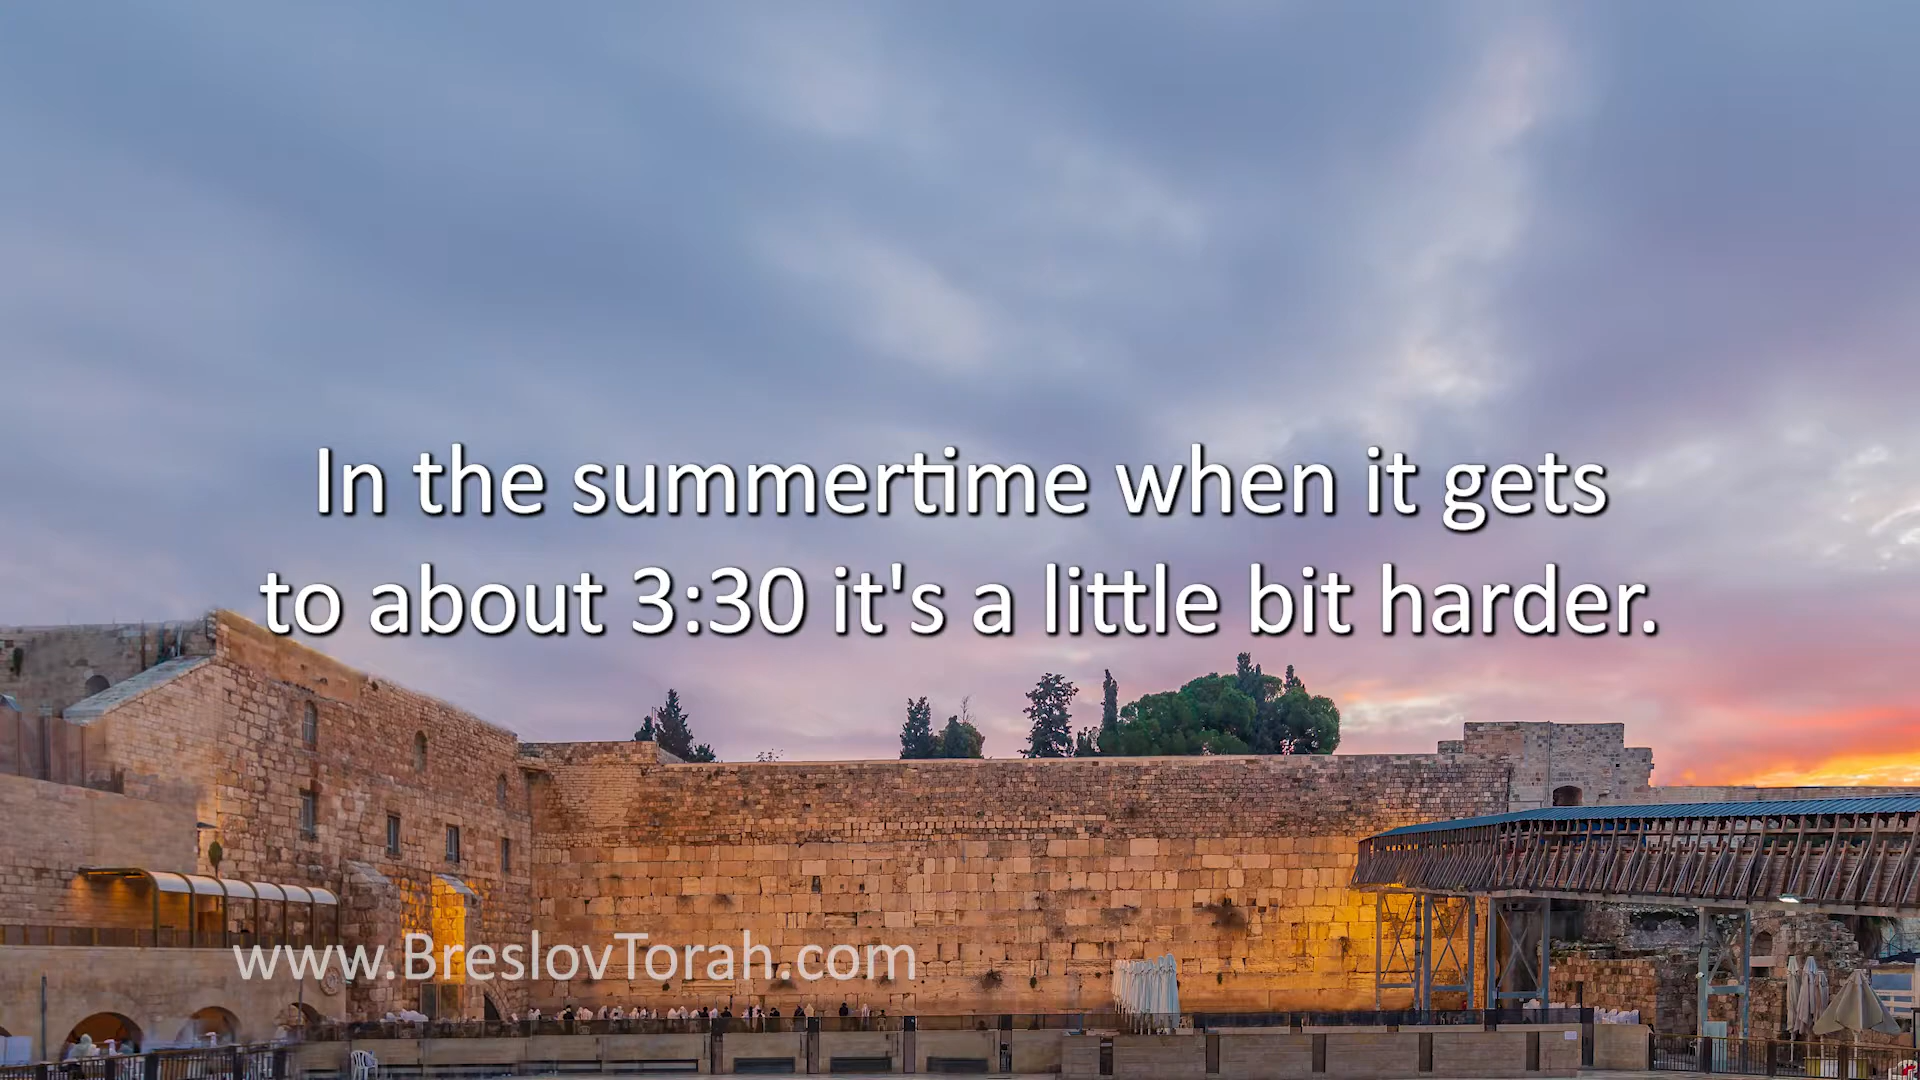 In the summertime when it gets
to about 3:30 it's a little bit harder.
www.BreslovTorah.com